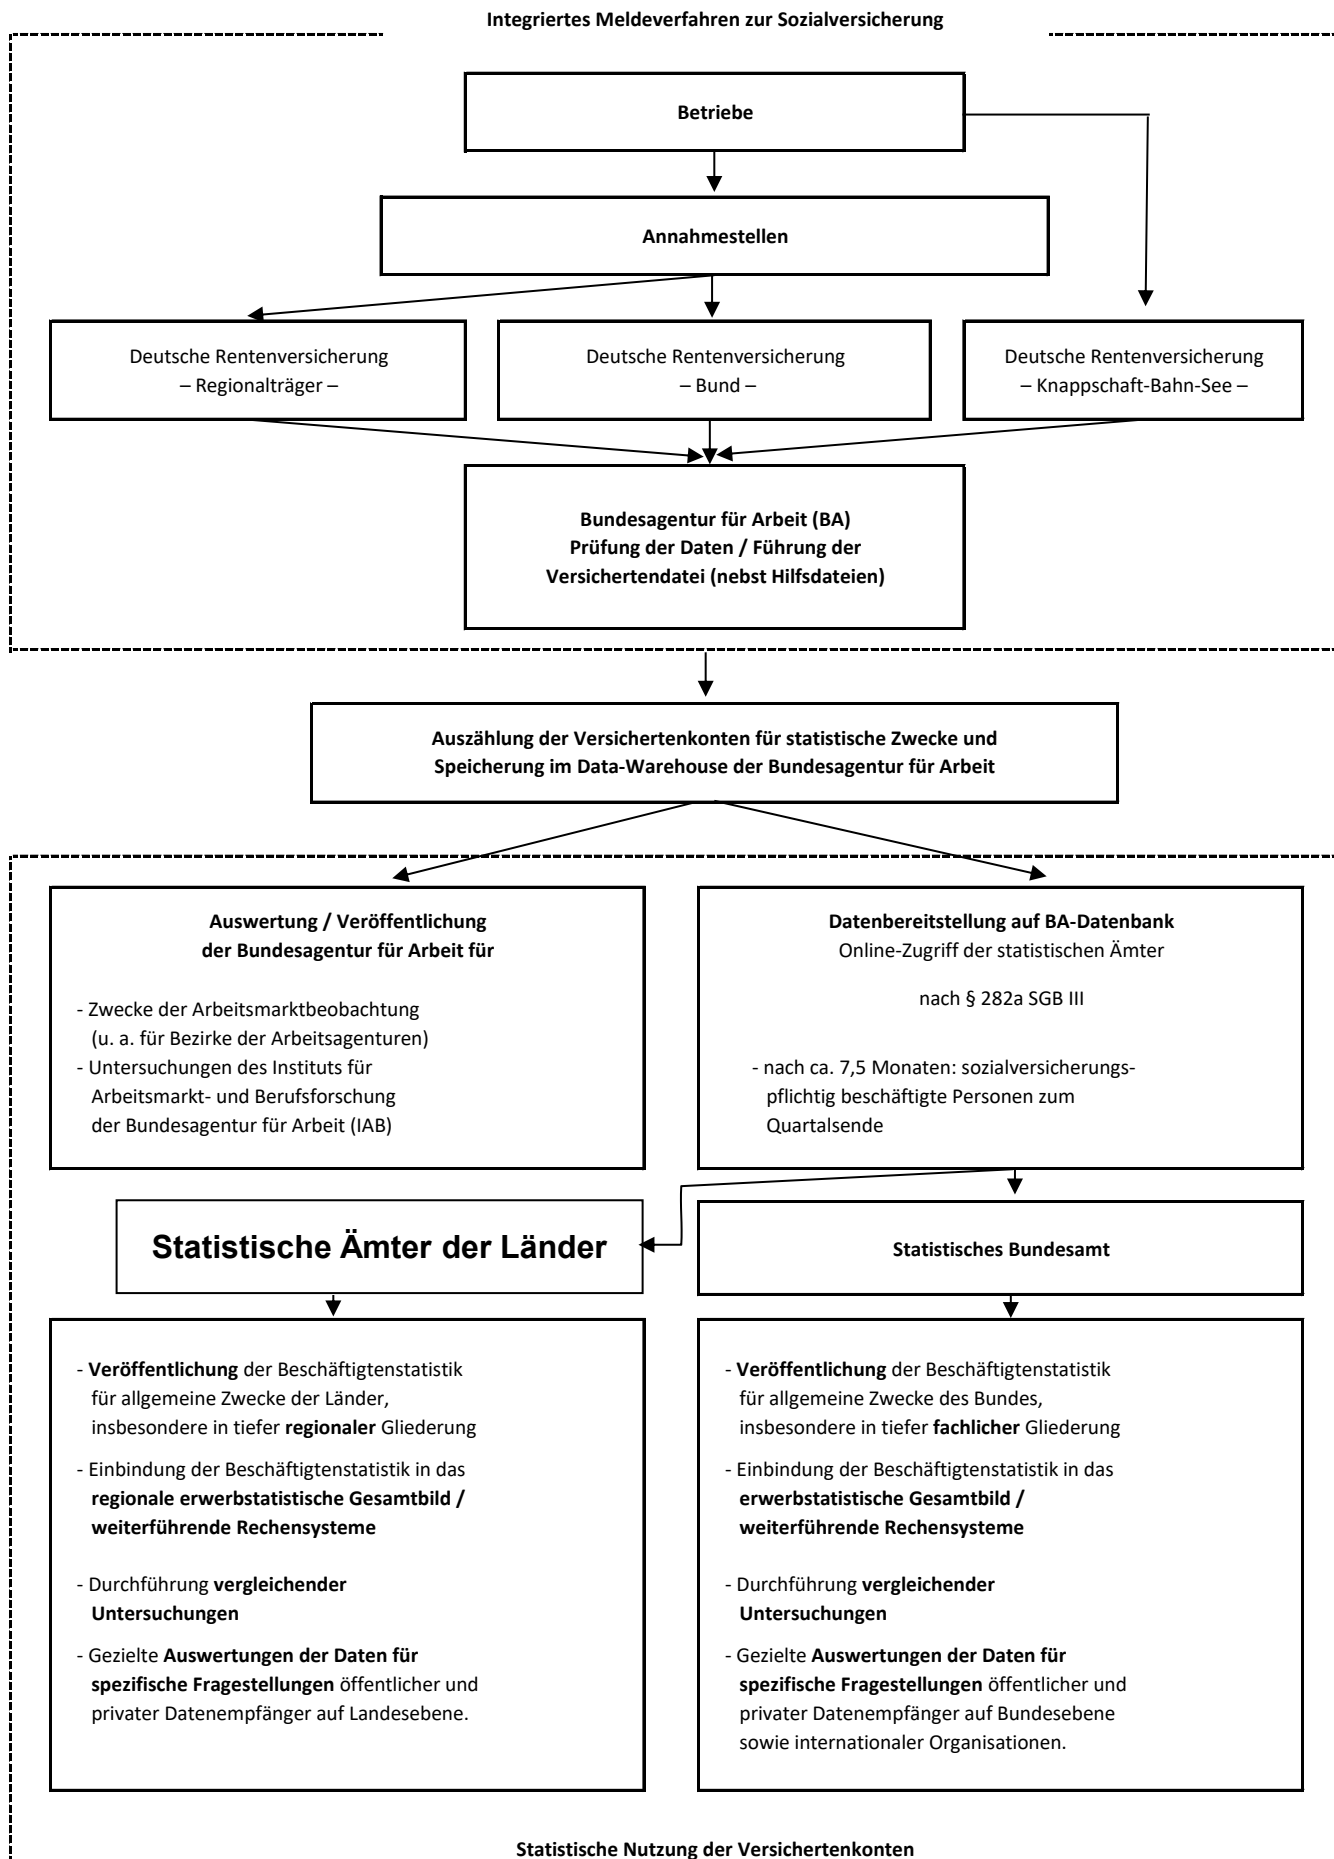 Integriertes Meldeverfahren zur Sozialversicherung
Betriebe
Annahmestellen
Deutsche Rentenversicherung
– Regionalträger –
Deutsche Rentenversicherung
– Bund –
Deutsche Rentenversicherung
– Knappschaft-Bahn-See –
Bundesagentur für Arbeit (BA)
Prüfung der Daten / Führung der
Versichertendatei (nebst Hilfsdateien)
Auszählung der Versichertenkonten für statistische Zwecke und
Speicherung im Data-Warehouse der Bundesagentur für Arbeit
Auswertung / Veröffentlichung
der Bundesagentur für Arbeit für
- Zwecke der Arbeitsmarktbeobachtung
(u. a. für Bezirke der Arbeitsagenturen)
- Untersuchungen des Instituts für
Arbeitsmarkt- und Berufsforschung
der Bundesagentur für Arbeit (IAB)
Datenbereitstellung auf BA-Datenbank
Online-Zugriff der statistischen Ämter
nach § 282a SGB III
- nach ca. 7,5 Monaten: sozialversicherungs-
pflichtig beschäftigte Personen zum
Quartalsende
Statistische Ämter der Länder
Statistisches Bundesamt
- Veröffentlichung der Beschäftigtenstatistik
für allgemeine Zwecke der Länder,
insbesondere in tiefer regionaler Gliederung
- Einbindung der Beschäftigtenstatistik in das
regionale erwerbstatistische Gesamtbild /
weiterführende Rechensysteme
- Durchführung vergleichender
Untersuchungen
- Gezielte Auswertungen der Daten für
spezifische Fragestellungen öffentlicher und
privater Datenempfänger auf Landesebene.
- Veröffentlichung der Beschäftigtenstatistik
für allgemeine Zwecke des Bundes,
insbesondere in tiefer fachlicher Gliederung
- Einbindung der Beschäftigtenstatistik in das
erwerbstatistische Gesamtbild /
weiterführende Rechensysteme
- Durchführung vergleichender
Untersuchungen
- Gezielte Auswertungen der Daten für
spezifische Fragestellungen öffentlicher und
privater Datenempfänger auf Bundesebene
sowie internationaler Organisationen.
Statistische Nutzung der Versichertenkonten